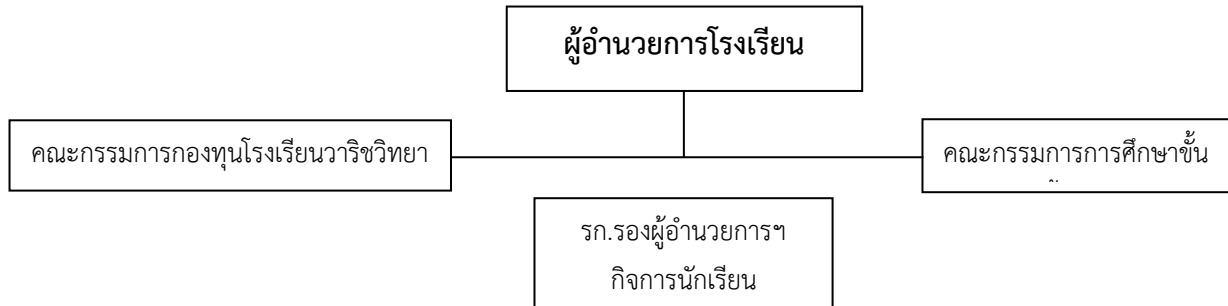 ผู้อำนวยการโรงเรียน
คณะกรรมการกองทุนโรงเรียนวาริชวิทยา
คณะกรรมการการศึกษาขั้น
รก.รองผู้อำนวยการฯ
กิจการนักเรียน